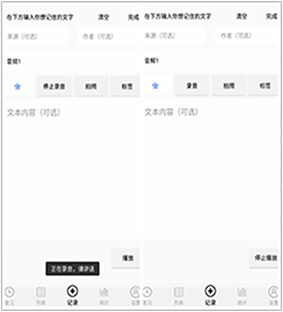 在下方输入你想记住的文字 清空 完成
来源（可选） 作者（可选）
音频1
停止录音 拍照 标签
文本内容（可选）
正在录音，请讲话
播放
复习 列表 记录 统计 设置
在下方输入你想记住的文字 清空 完成
来源（可选） 作者（可选）
音频1
录音 拍照 标签
文本内容（可选）
停止播放
复习 列表 记录 统计 设置